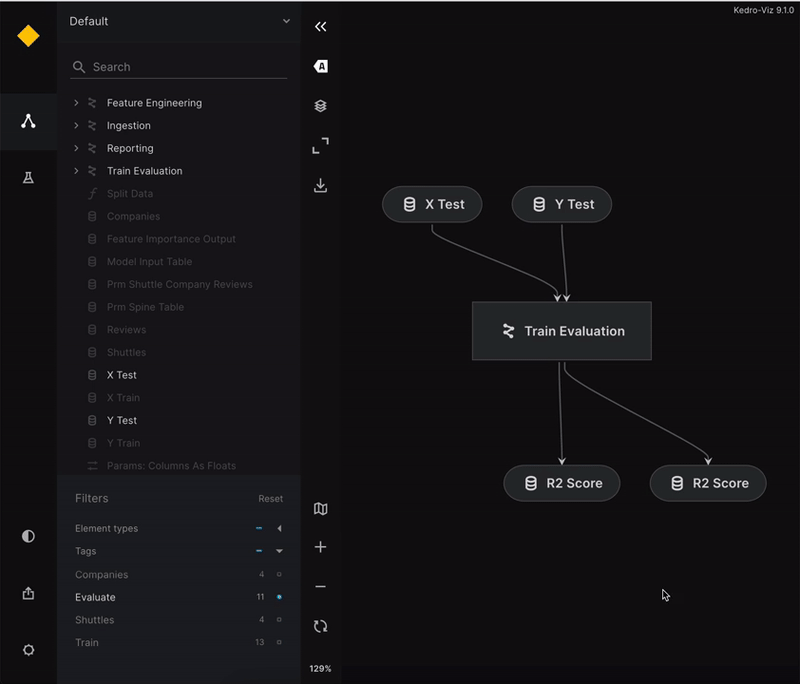 Kedro-Viz 9.1.0
Default
Search
Feature Engineering
Ingestion
Reporting
Train Evaluation
Split Data
Companies
Feature Importance Output
Model Input Table
Prm Shuttle Company Reviews
Prm Spine Table
Reviews
Shuttles
X Test
X Train
Y Test
Y Train
Params: Columns As Floats
Filters Reset
Element types
Tags
Companies 4
Evaluate 11
Shuttles 4
Train 13
A
129%
X Test Y Test
Train Evaluation
R2 Score R2 Score